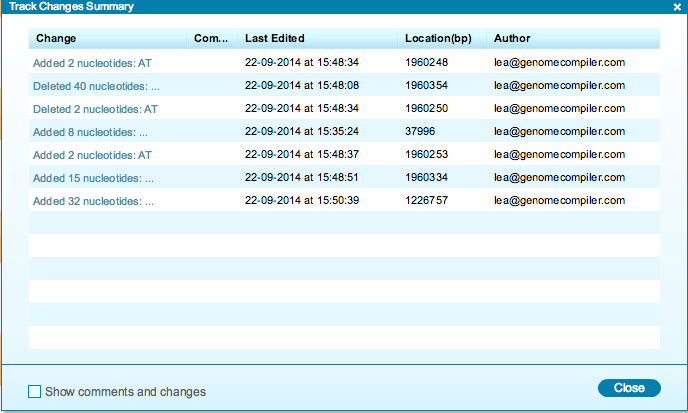 Track Changes Summary ×
Change Com... Last Edited Location(bp) Author
Added 2 nucleotides: AT 22-09-2014 at 15:48:34 1960248 lea@genomecompiler.com
Deleted 40 nucleotides: ... 22-09-2014 at 15:48:08 1960354 lea@genomecompiler.com
Deleted 2 nucleotides: AT 22-09-2014 at 15:48:34 1960250 lea@genomecompiler.com
Added 8 nucleotides: ... 22-09-2014 at 15:35:24 37996 lea@genomecompiler.com
Added 2 nucleotides: AT 22-09-2014 at 15:48:37 1960253 lea@genomecompiler.com
Added 15 nucleotides: ... 22-09-2014 at 15:48:51 1960334 lea@genomecompiler.com
Added 32 nucleotides: ... 22-09-2014 at 15:50:39 1226757 lea@genomecompiler.com
Show comments and changes Close